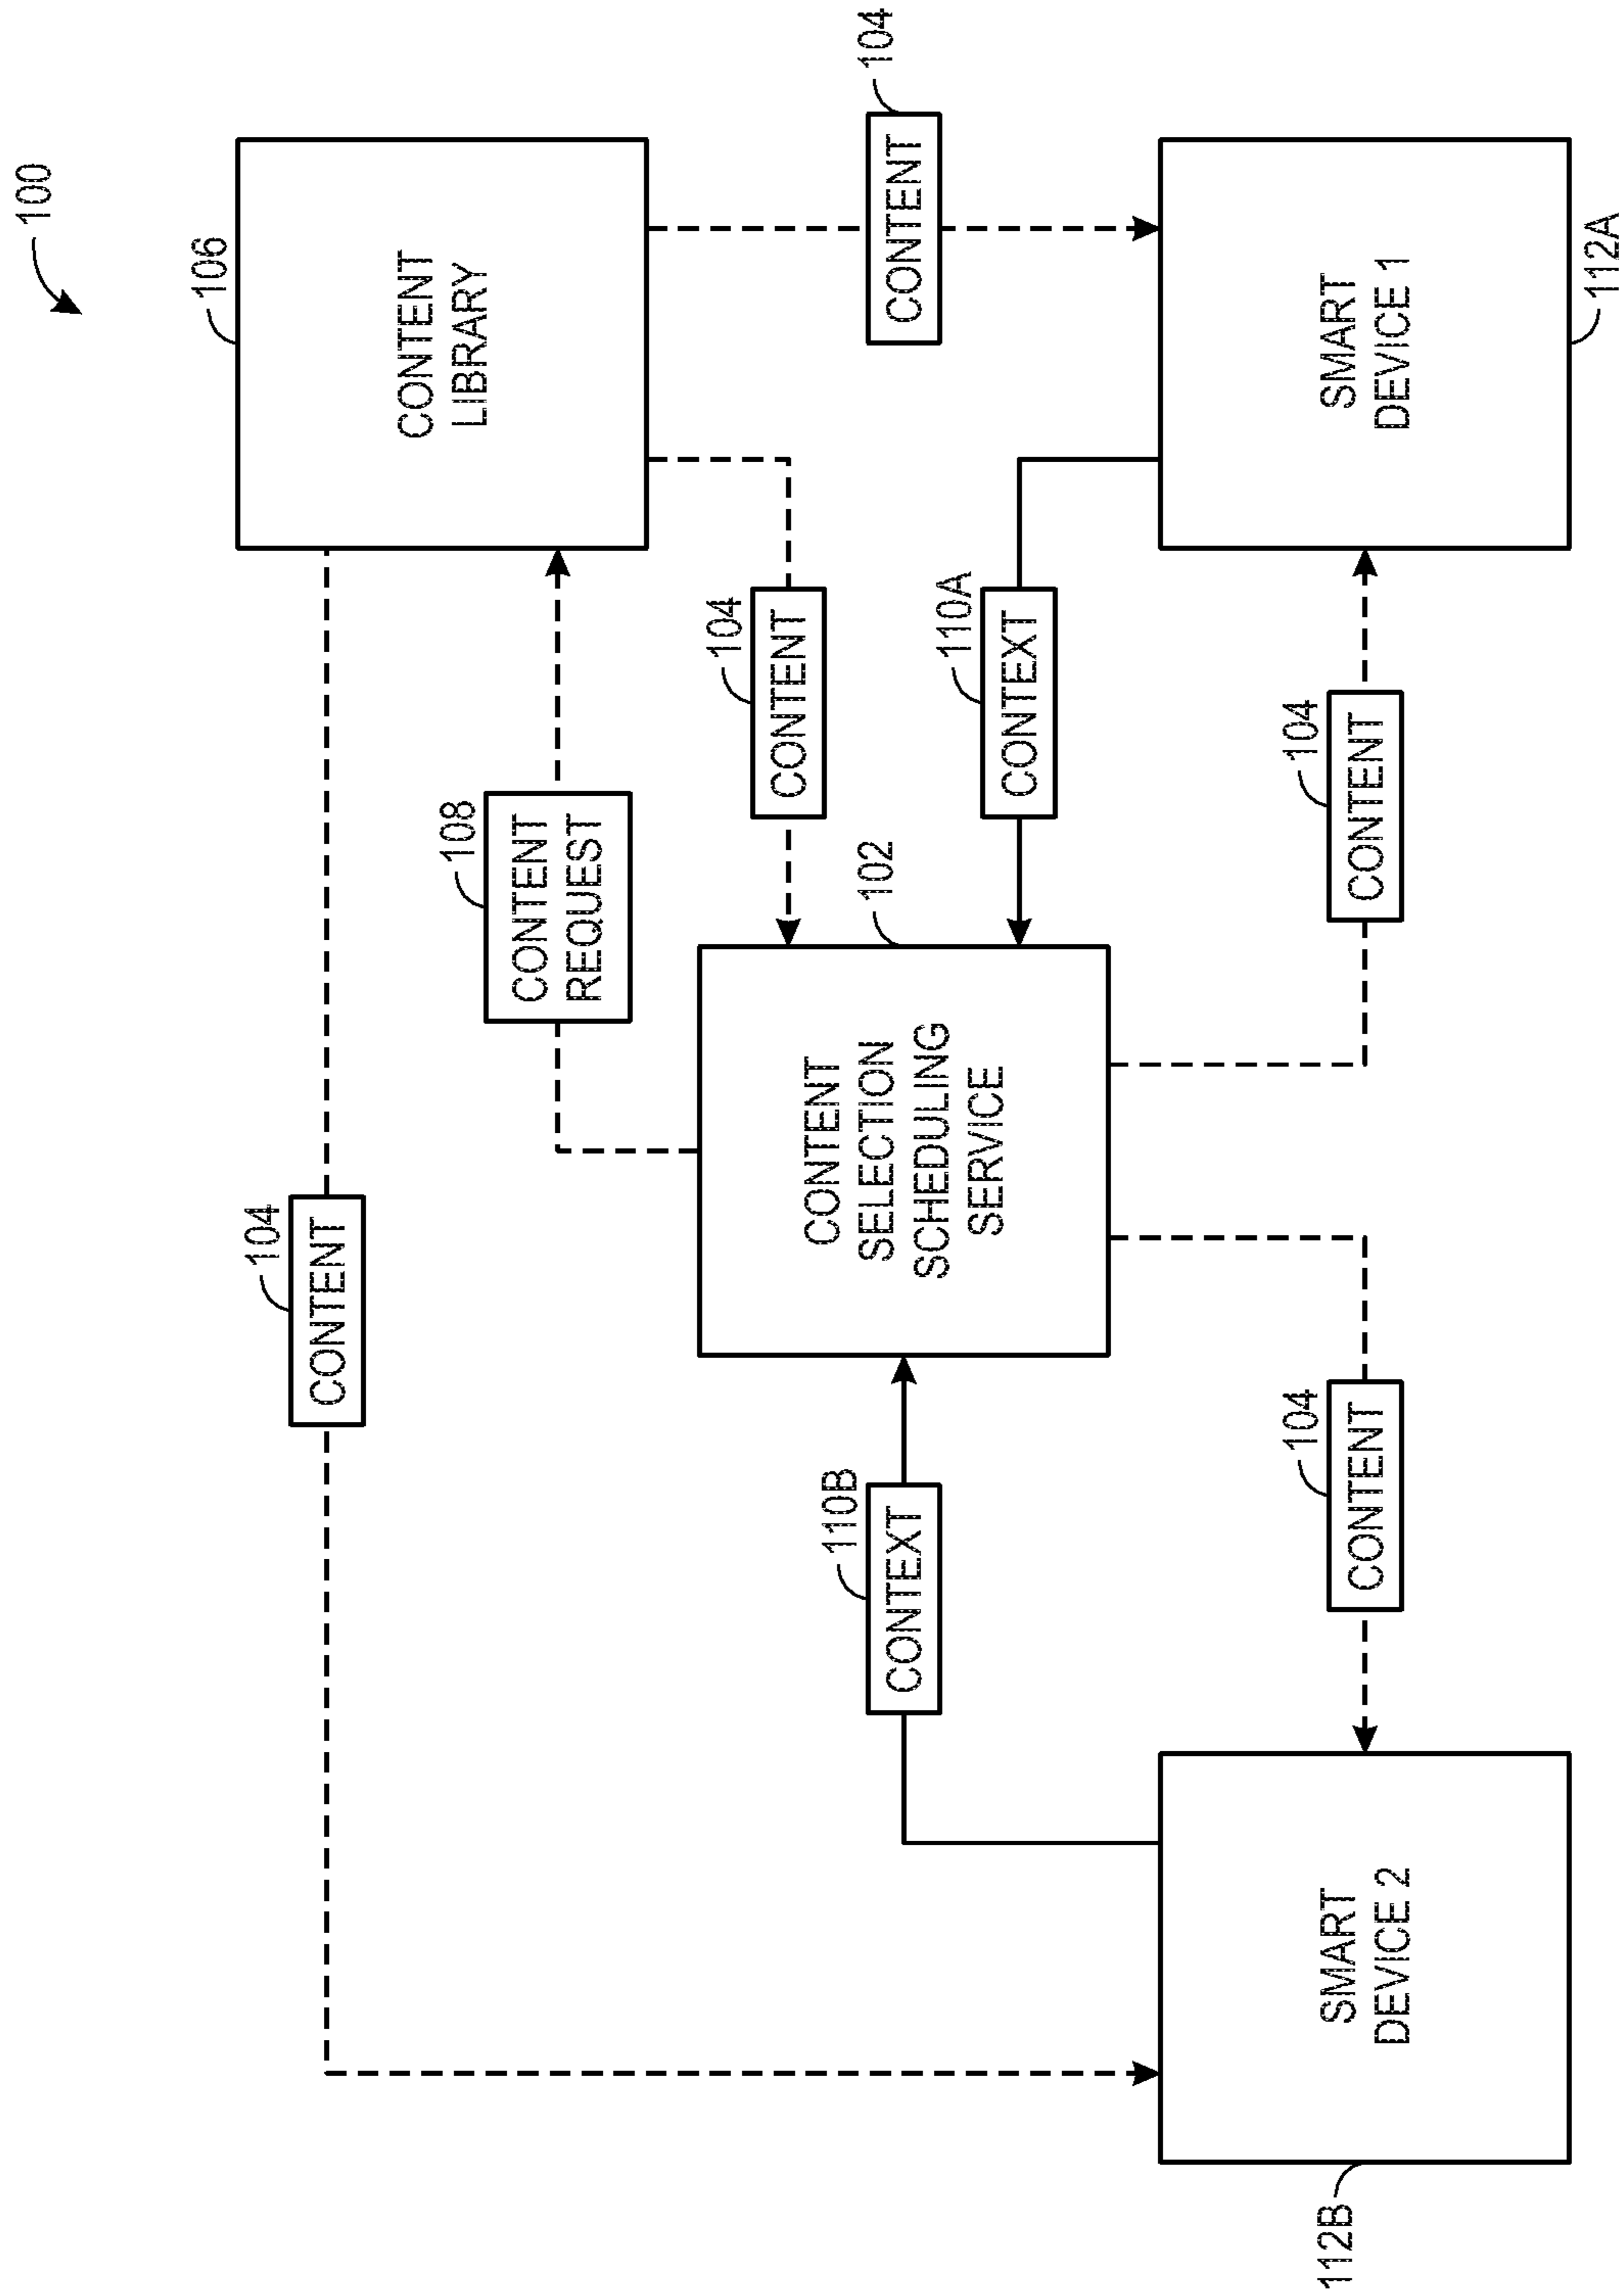 100
112B
SMART
DEVICE 2
104
CONTENT
110B
CONTEXT
104
CONTENT
102
CONTENT
SELECTION
SCHEDULING
SERVICE
108
CONTENT
REQUEST
104
CONTENT
110A
CONTEXT
104
CONTENT
106
CONTENT
LIBRARY
104
CONTENT
SMART
DEVICE 1
112A